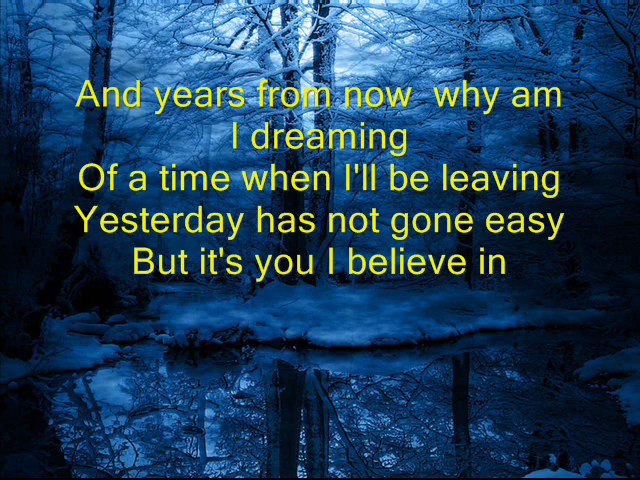 And years from now  why am
I dreaming
Of a time when I'll be leaving
Yesterday has not gone easy
But it's you I believe in